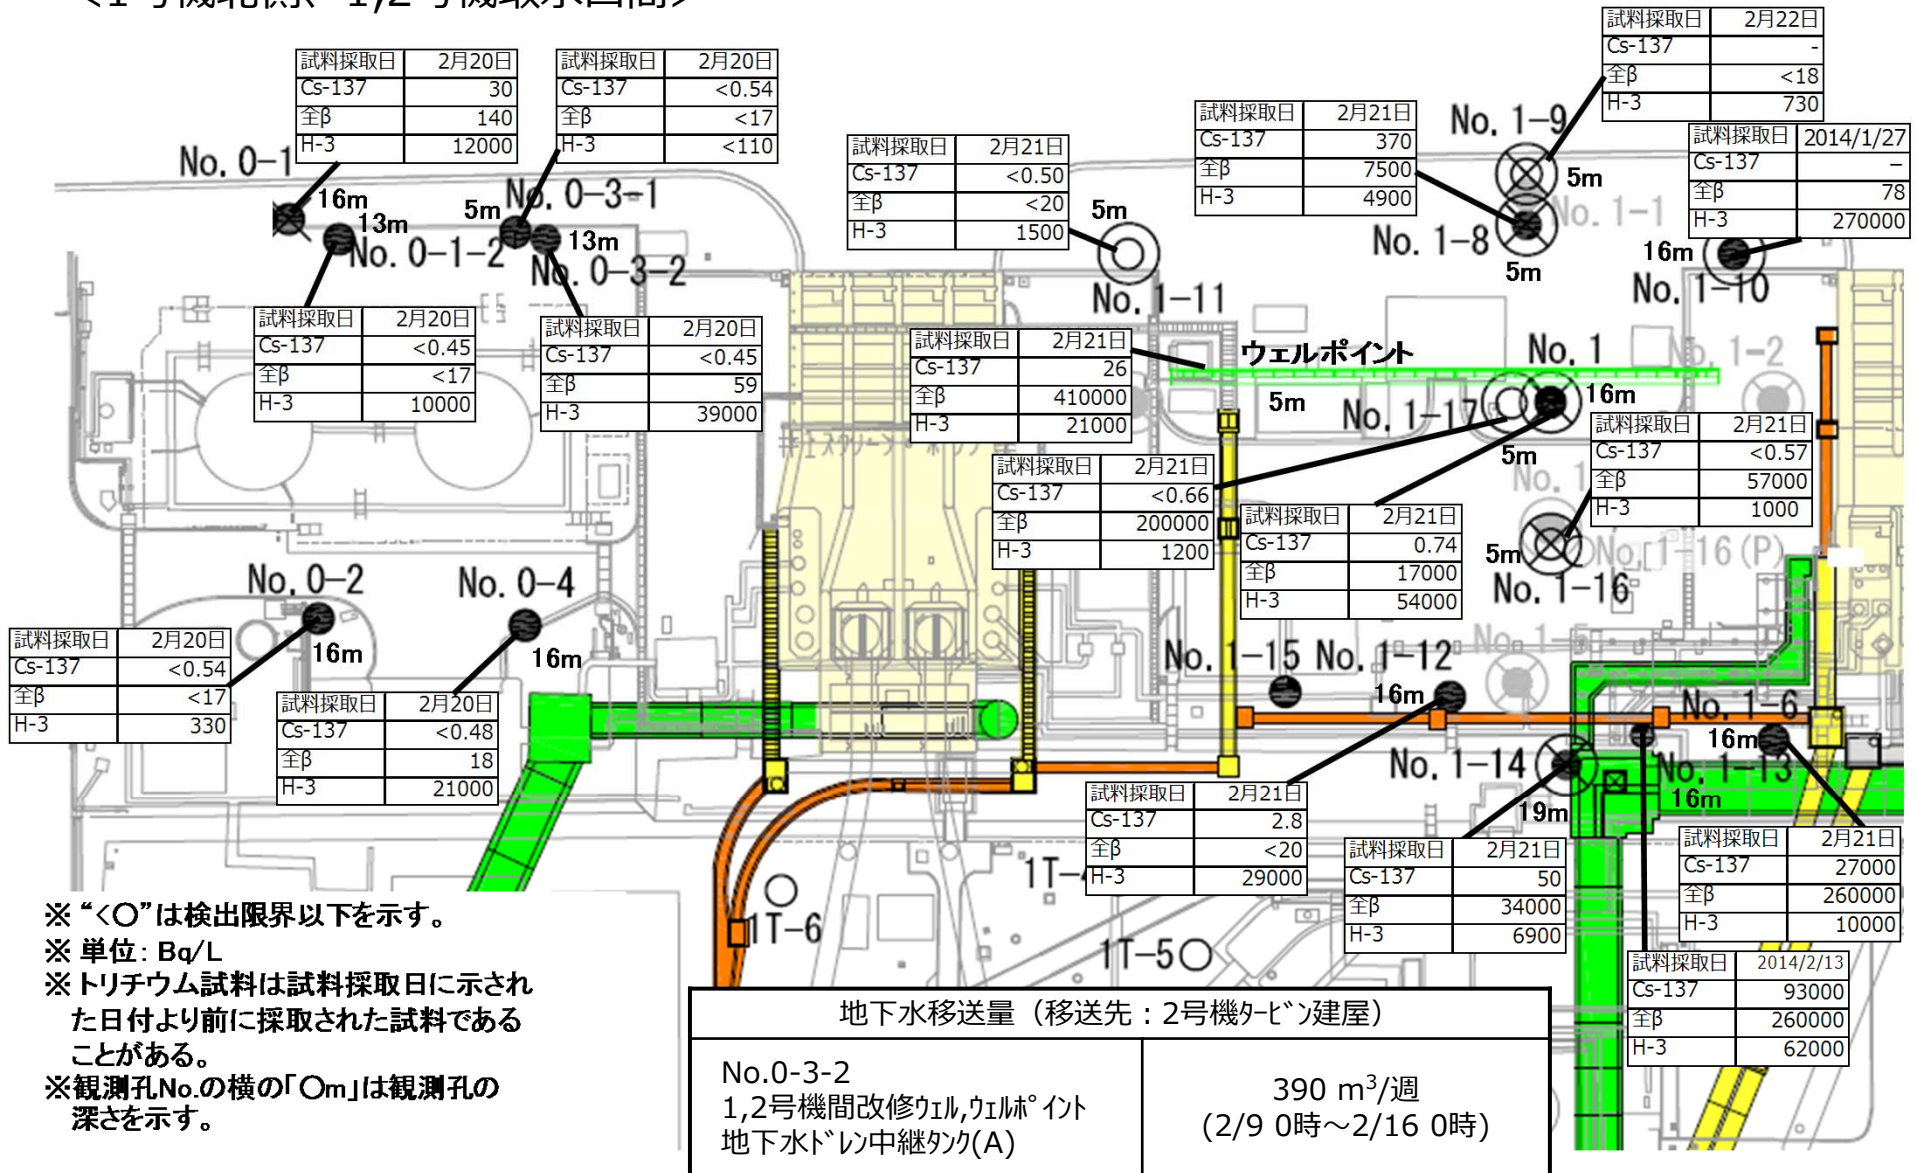 <1号機北側、1,2号機取水口間>
試料採取日 2月22日
Cs-137 -
全β <18
H-3 730
試料採取日 2月20日
Cs-137 30
全β 140
H-3 12000
試料採取日 2月20日
Cs-137 <0.54
全β <17
H-3 <110
試料採取日 2月21日
Cs-137 370
全β 7500
H-3 4900
No. 1-9
試料採取日 2014/1/27
Cs-137 –
全β 78
H-3 270000
試料採取日 2月21日
Cs-137 <0.50
全β <20
H-3 1500
No. 0-1
16m
13m
No. 0-1-2
5m
No. 0-3-1
13m
No. 0-3-2
5m
No. 1-11
5m
No. 1-1
No. 1-8
5m
16m
No. 1-10
試料採取日 2月20日
Cs-137 <0.45
全β <17
H-3 10000
試料採取日 2月20日
Cs-137 <0.45
全β 59
H-3 39000
試料採取日 2月21日
Cs-137 26
全β 410000
H-3 21000
ウェルポイント
5m
No. 1
No. 1-2
No. 1-17
16m
5m
試料採取日 2月21日
Cs-137 <0.57
全β 57000
H-3 1000
試料採取日 2月21日
Cs-137 <0.66
全β 200000
H-3 1200
試料採取日 2月21日
Cs-137 0.74
全β 17000
H-3 54000
No. 1
5m
No. 1-16(P)
No. 1-16
No. 0-2
16m
No. 0-4
16m
試料採取日 2月20日
Cs-137 <0.54
全β <17
H-3 330
試料採取日 2月20日
Cs-137 <0.48
全β 18
H-3 21000
No. 1-15
No. 1-12
16m
No. 1-5
No. 1-6
16m
No. 1-14
19m
No. 1-13
16m
試料採取日 2月21日
Cs-137 2.8
全β <20
H-3 29000
試料採取日 2月21日
Cs-137 50
全β 34000
H-3 6900
試料採取日 2月21日
Cs-137 27000
全β 260000
H-3 10000
試料採取日 2014/2/13
Cs-137 93000
全β 260000
H-3 62000
1T-6
1T-4
1T-5
※ “<○”は検出限界以下を示す。
※ 単位: Bq/L
※ トリチウム試料は試料採取日に示され
た日付より前に採取された試料である
ことがある。
※観測孔No.の横の「○m」は観測孔の
深さを示す。
地下水移送量（移送先：2号機ﾀｰﾋﾞﾝ建屋）
No.0-3-2
1,2号機間改修ｳｪﾙ,ｳｪﾙﾎﾟｲﾝﾄ
地下水ﾄﾞﾚﾝ中継ﾀﾝｸ(A)
390 m³/週
(2/9 0時～2/16 0時)